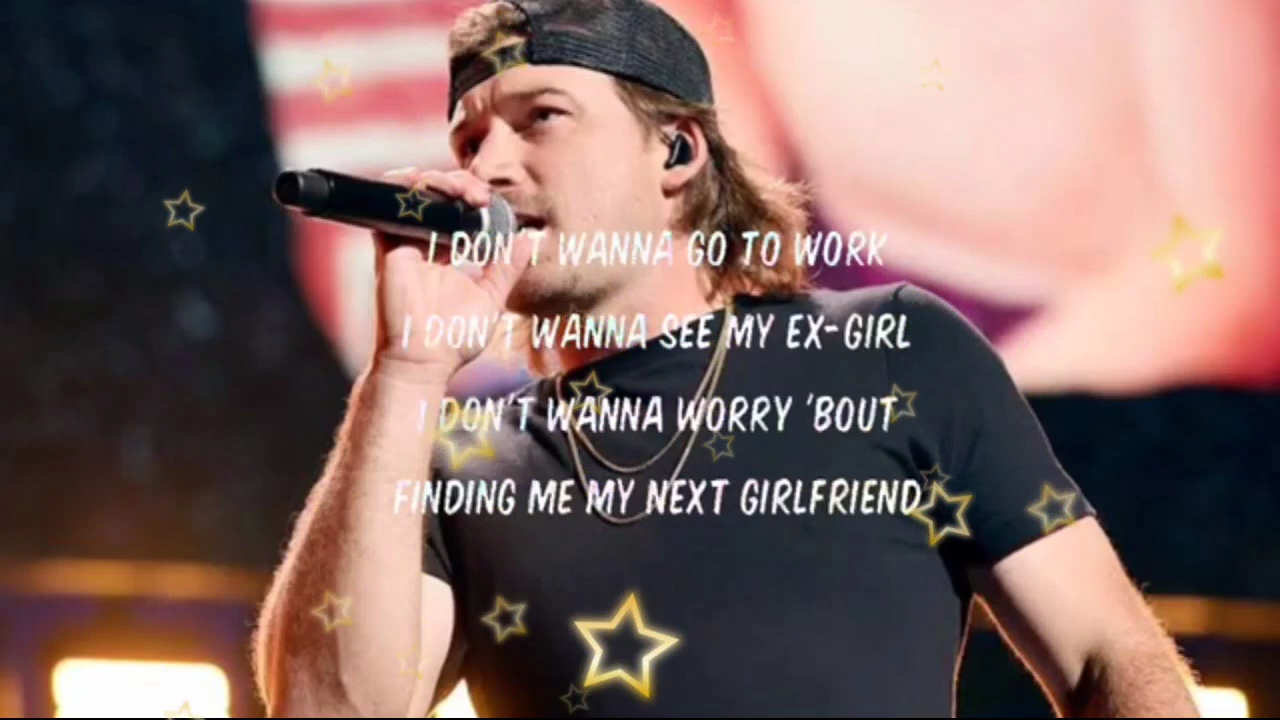 I DON'T WANNA GO TO WORK
I DON'T WANNA SEE MY EX-GIRL
I DON'T WANNA WORRY 'BOUT
FINDING ME MY NEXT GIRLFRIEND